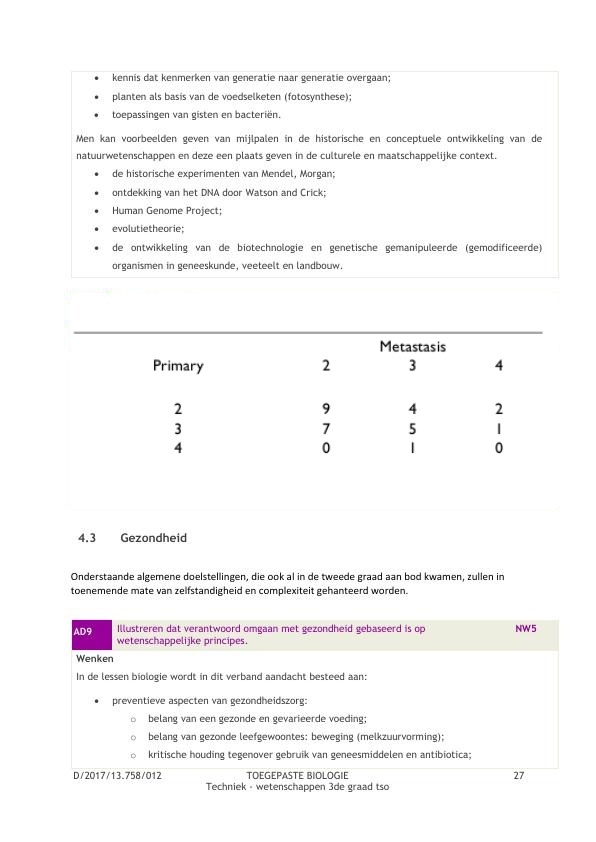 • kennis dat kenmerken van generatie naar generatie overgaan;
• planten als basis van de voedselketen (fotosynthese);
• toepassingen van gisten en bacteriën.
Men kan voorbeelden geven van mijlpalen in de historische en conceptuele ontwikkeling van de
natuurwetenschappen en deze een plaats geven in de culturele en maatschappelijke context.
• de historische experimenten van Mendel, Morgan;
• ontdekking van het DNA door Watson and Crick;
• Human Genome Project;
• evolutietheorie;
• de ontwikkeling van de biotechnologie en genetische gemanipuleerde (gemodificeerde)
organismen in geneeskunde, veeteelt en landbouw.
Metastasis
Primary 2 3 4
2 9 4 2
3 7 5 1
4 0 1 0
4.3 Gezondheid
Onderstaande algemene doelstellingen, die ook al in de tweede graad aan bod kwamen, zullen in
toenemende mate van zelfstandigheid en complexiteit gehanteerd worden.
AD9 Illustreren dat verantwoord omgaan met gezondheid gebaseerd is op NW5
wetenschappelijke principes.
Wenken
In de lessen biologie wordt in dit verband aandacht besteed aan:
• preventieve aspecten van gezondheidszorg:
o belang van een gezonde en gevarieerde voeding;
o belang van gezonde leefgewoontes: beweging (melkzuurvorming);
o kritische houding tegenover gebruik van geneesmiddelen en antibiotica;
D/2017/13.758/012 TOEGEPASTE BIOLOGIE 27
Techniek - wetenschappen 3de graad tso